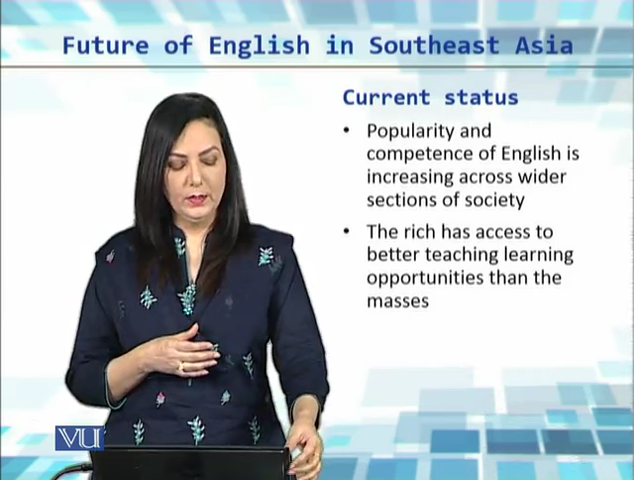 Future of English in Southeast Asia
Current status
• Popularity and
competence of English is
increasing across wider
sections of society
• The rich has access to
better teaching learning
opportunities than the
masses
VU